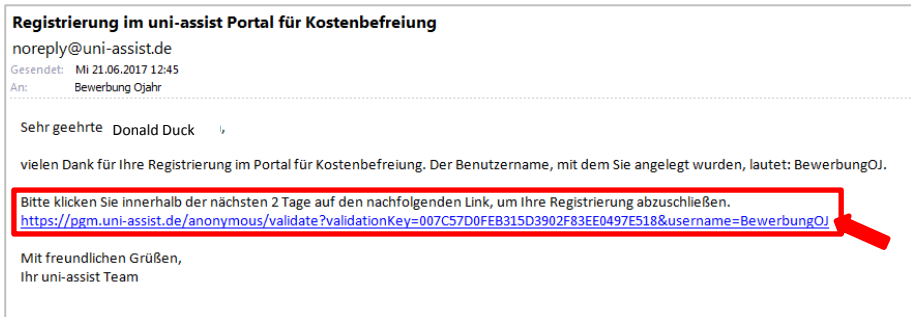 Registrierung im uni-assist Portal für Kostenbefreiung
noreply@uni-assist.de
Gesendet: Mi 21.06.2017 12:45
An: Bewerbung Ojahr
Sehr geehrte Donald Duck ,
vielen Dank für Ihre Registrierung im Portal für Kostenbefreiung. Der Benutzername, mit dem Sie angelegt wurden, lautet: BewerbungOJ.
Bitte klicken Sie innerhalb der nächsten 2 Tage auf den nachfolgenden Link, um Ihre Registrierung abzuschließen.
https://pgm.uni-assist.de/anonymous/validate?validationKey=007C57D0FEB315D3902F83EE0497E518&username=BewerbungOJ
Mit freundlichen Grüßen,
Ihr uni-assist Team